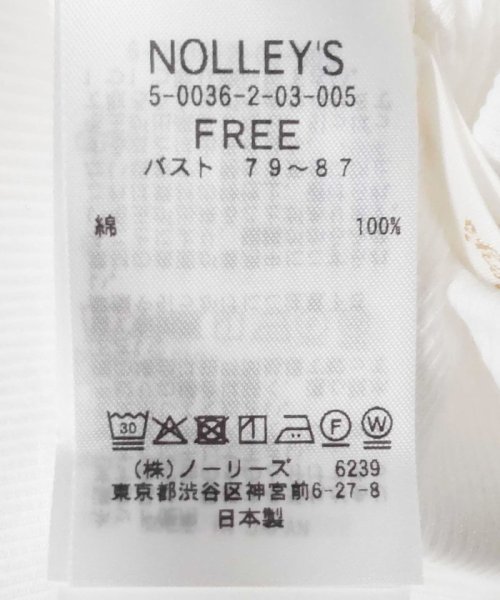 NOLLEY'S
5-0036-2-03-005
FREE
バスト 79～87
綿 100%
30 F W
(株)ノーリーズ 6239
東京都渋谷区神宮前6-27-8
日本製